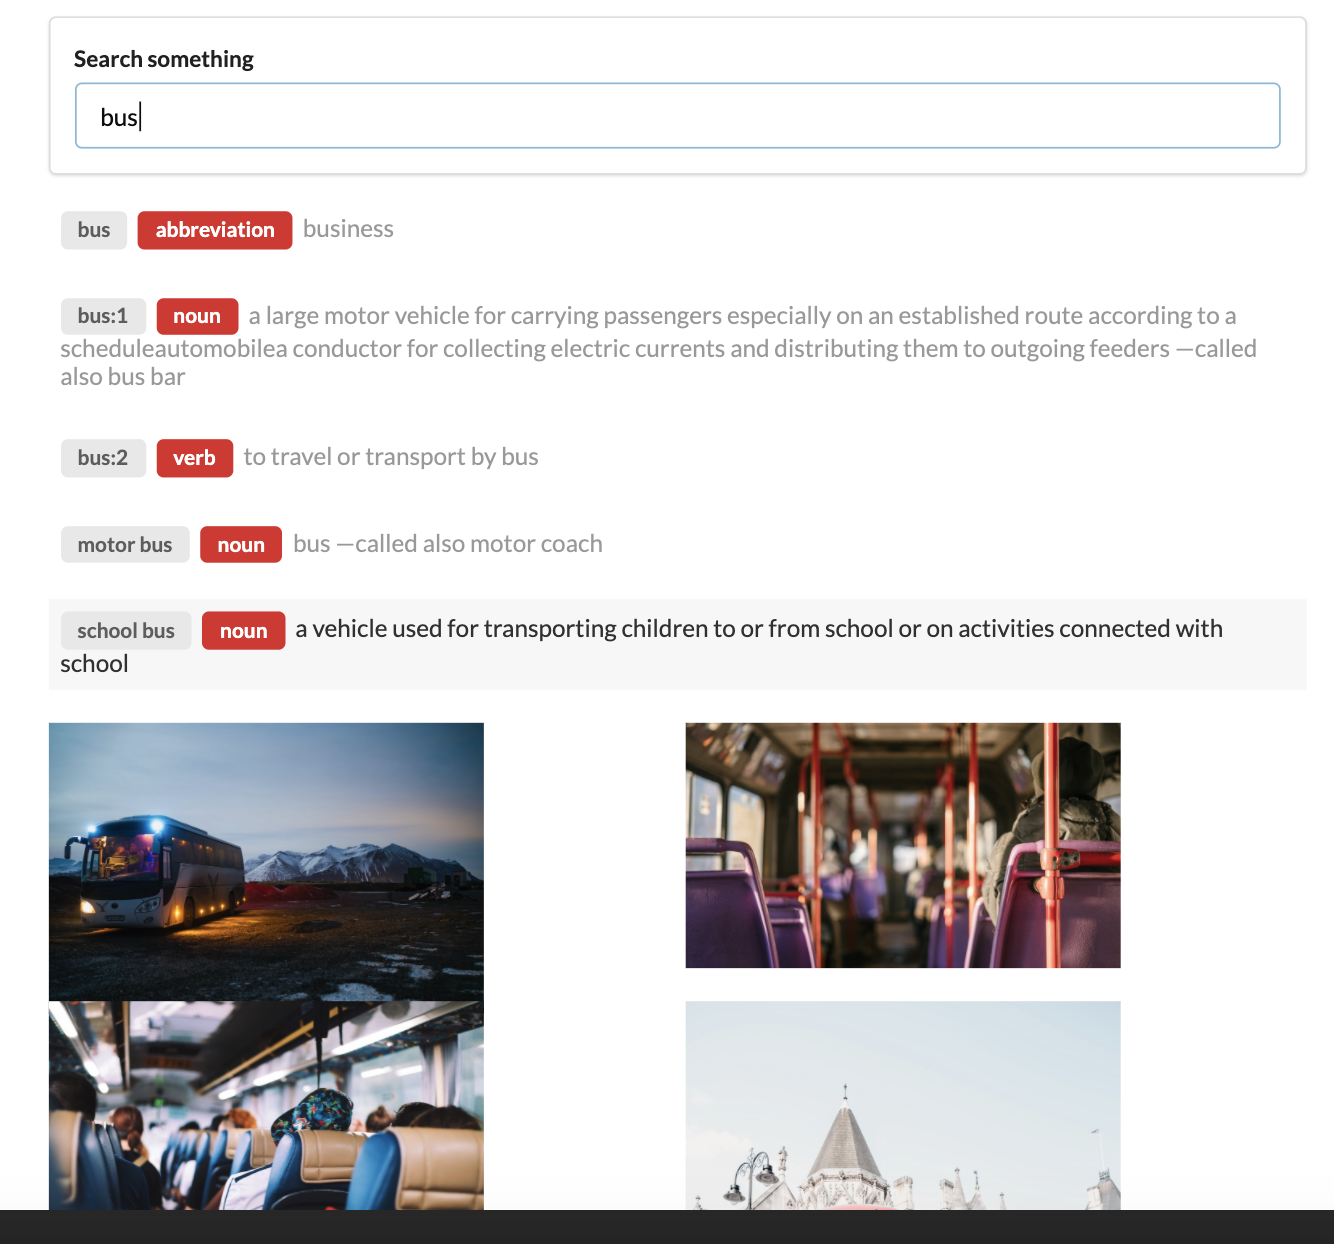 Search something
bus
bus abbreviation business
bus:1 noun a large motor vehicle for carrying passengers especially on an established route according to a
scheduleautomobilea conductor for collecting electric currents and distributing them to outgoing feeders —called
also bus bar
bus:2 verb to travel or transport by bus
motor bus noun bus —called also motor coach
school bus noun a vehicle used for transporting children to or from school or on activities connected with
school